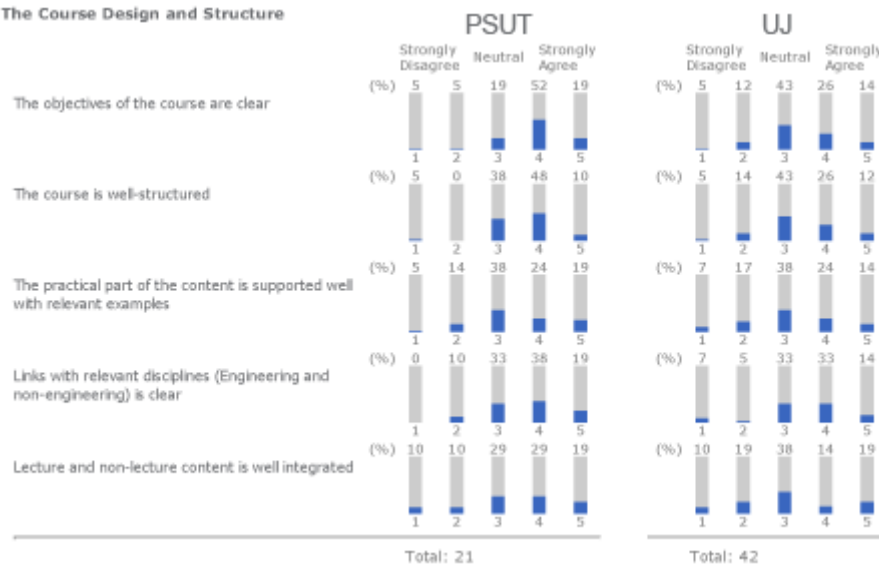 The Course Design and Structure
PSUT UJ
Strongly Disagree Neutral Strongly Agree Strongly Disagree Neutral Strongly Agree
(%) 5 5 19 52 19 (%) 5 12 43 26 14
The objectives of the course are clear
1 2 3 4 5 1 2 3 4 5
(%) 5 0 38 48 10 (%) 5 14 43 26 12
The course is well-structured
1 2 3 4 5 1 2 3 4 5
(%) 5 14 38 24 19 (%) 7 17 38 24 14
The practical part of the content is supported well
with relevant examples
1 2 3 4 5 1 2 3 4 5
(%) 0 10 33 38 19 (%) 7 5 33 33 14
Links with relevant disciplines (Engineering and
non-engineering) is clear
1 2 3 4 5 1 2 3 4 5
(%) 10 10 29 29 19 (%) 10 19 38 14 19
Lecture and non-lecture content is well integrated
1 2 3 4 5 1 2 3 4 5
Total: 21 Total: 42